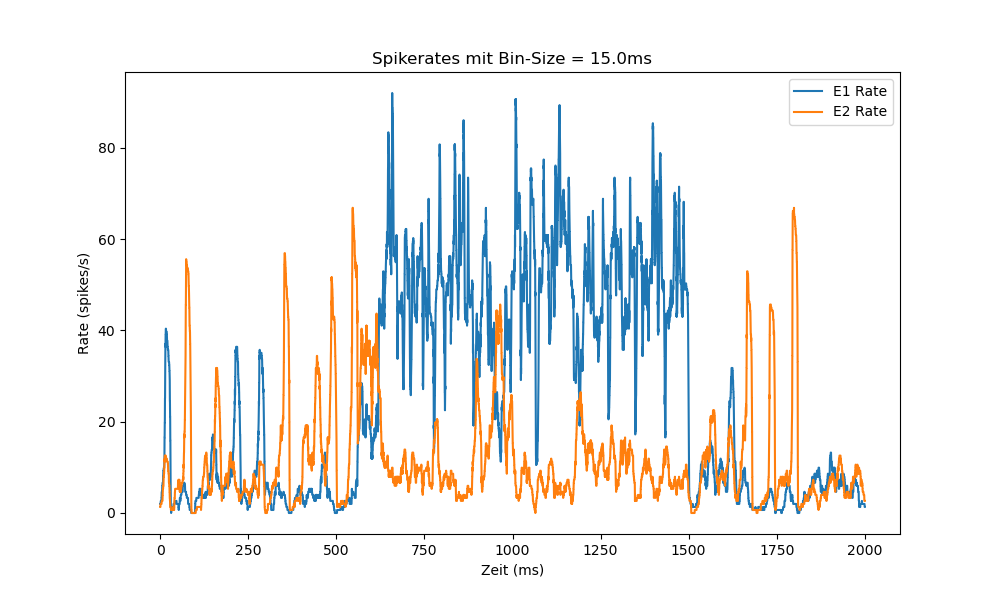 Spikerates mit Bin-Size = 15.0ms
E1 Rate
E2 Rate
Rate (spikes/s)
80
60
40
20
0
0 250 500 750 1000 1250 1500 1750 2000
Zeit (ms)